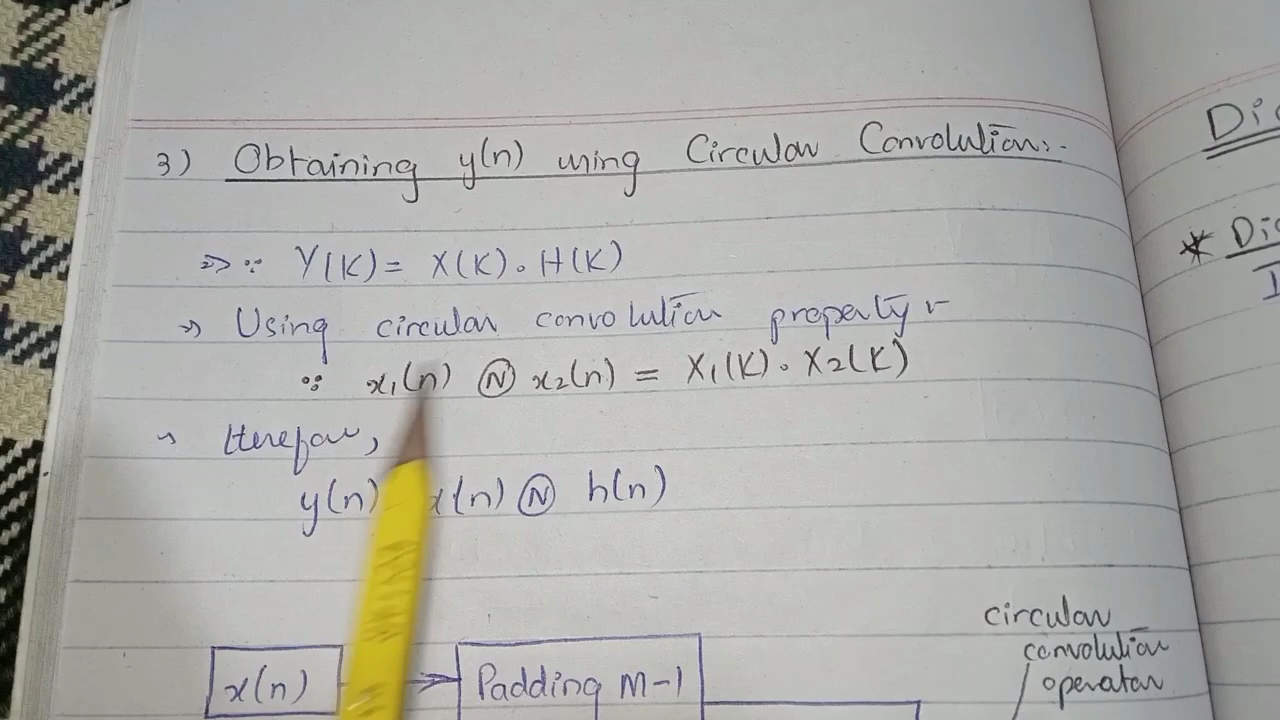 3) Obtaining y(n) using Circular Convolution:-
=>> ∵ Y(K) = X(K) . H(K)
=> Using circular convolution property -
∵ x₁(n) Ⓝ x₂(n) = X₁(K) . X₂(K)
→ therefore,
y(n) x(n) Ⓝ h(n)
circular
convolution
operator
x(n)
Padding M-1